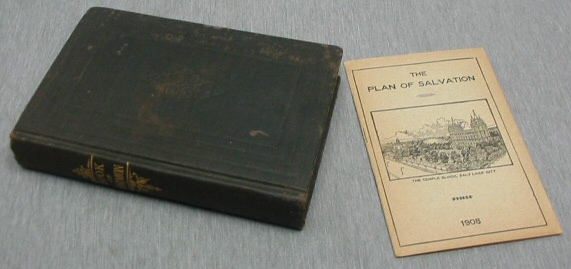 THE
PLAN OF SALVATION
THE TEMPLE BLOCK, SALT LAKE CITY
1908